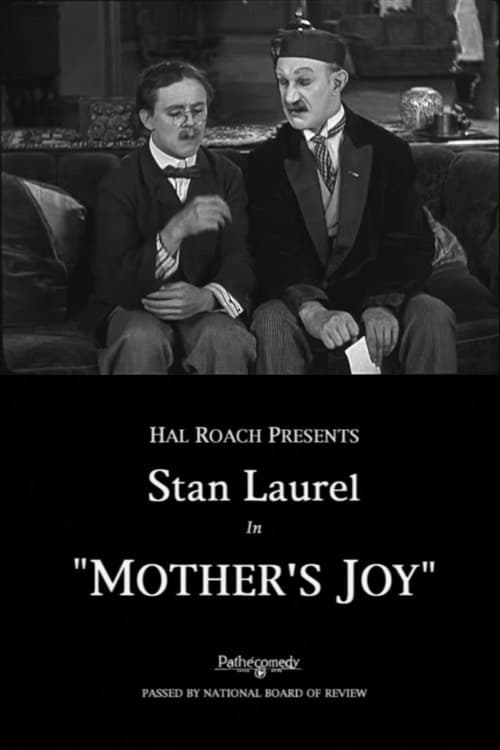 HAL ROACH PRESENTS
Stan Laurel
In
"MOTHER'S JOY"
Pathécomedy
PASSED BY NATIONAL BOARD OF REVIEW